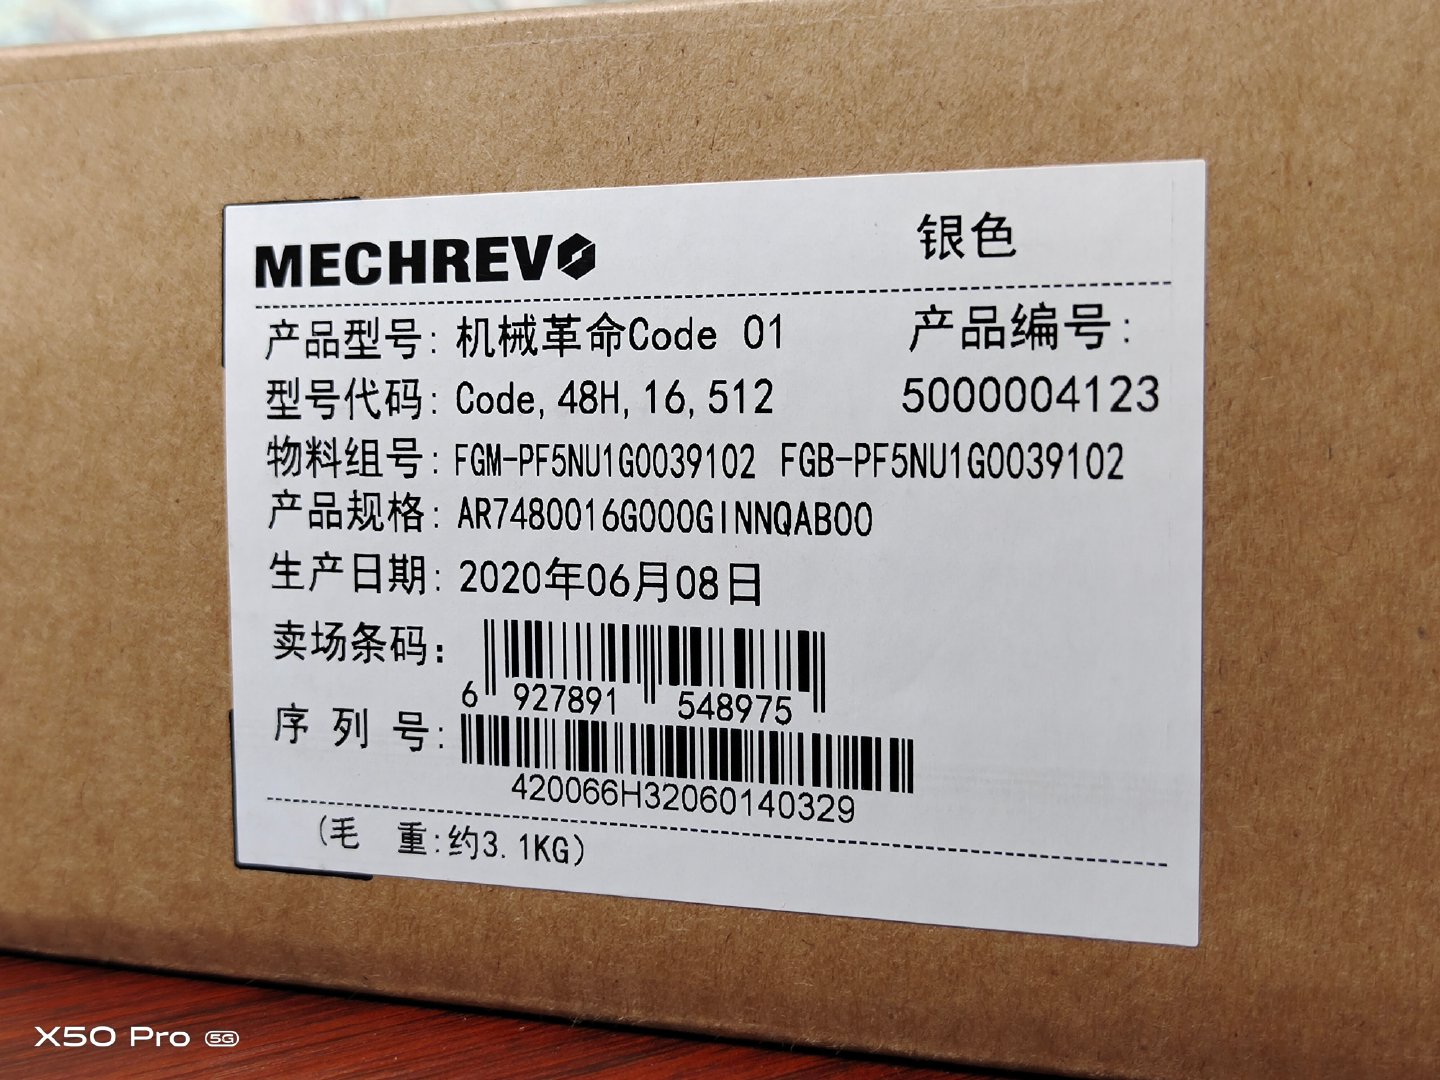 MECHREVO 银色
产品型号：机械革命Code 01 产品编号：
型号代码：Code,48H,16,512 5000004123
物料组号：FGM-PF5NU1G0039102 FGB-PF5NU1G0039102
产品规格：AR7480016G000GINNQAB00
生产日期：2020年06月08日
卖场条码：
6 927891 548975
序列号：
420066H32060140329
（毛 重:约3.1KG）
X50 Pro 5G